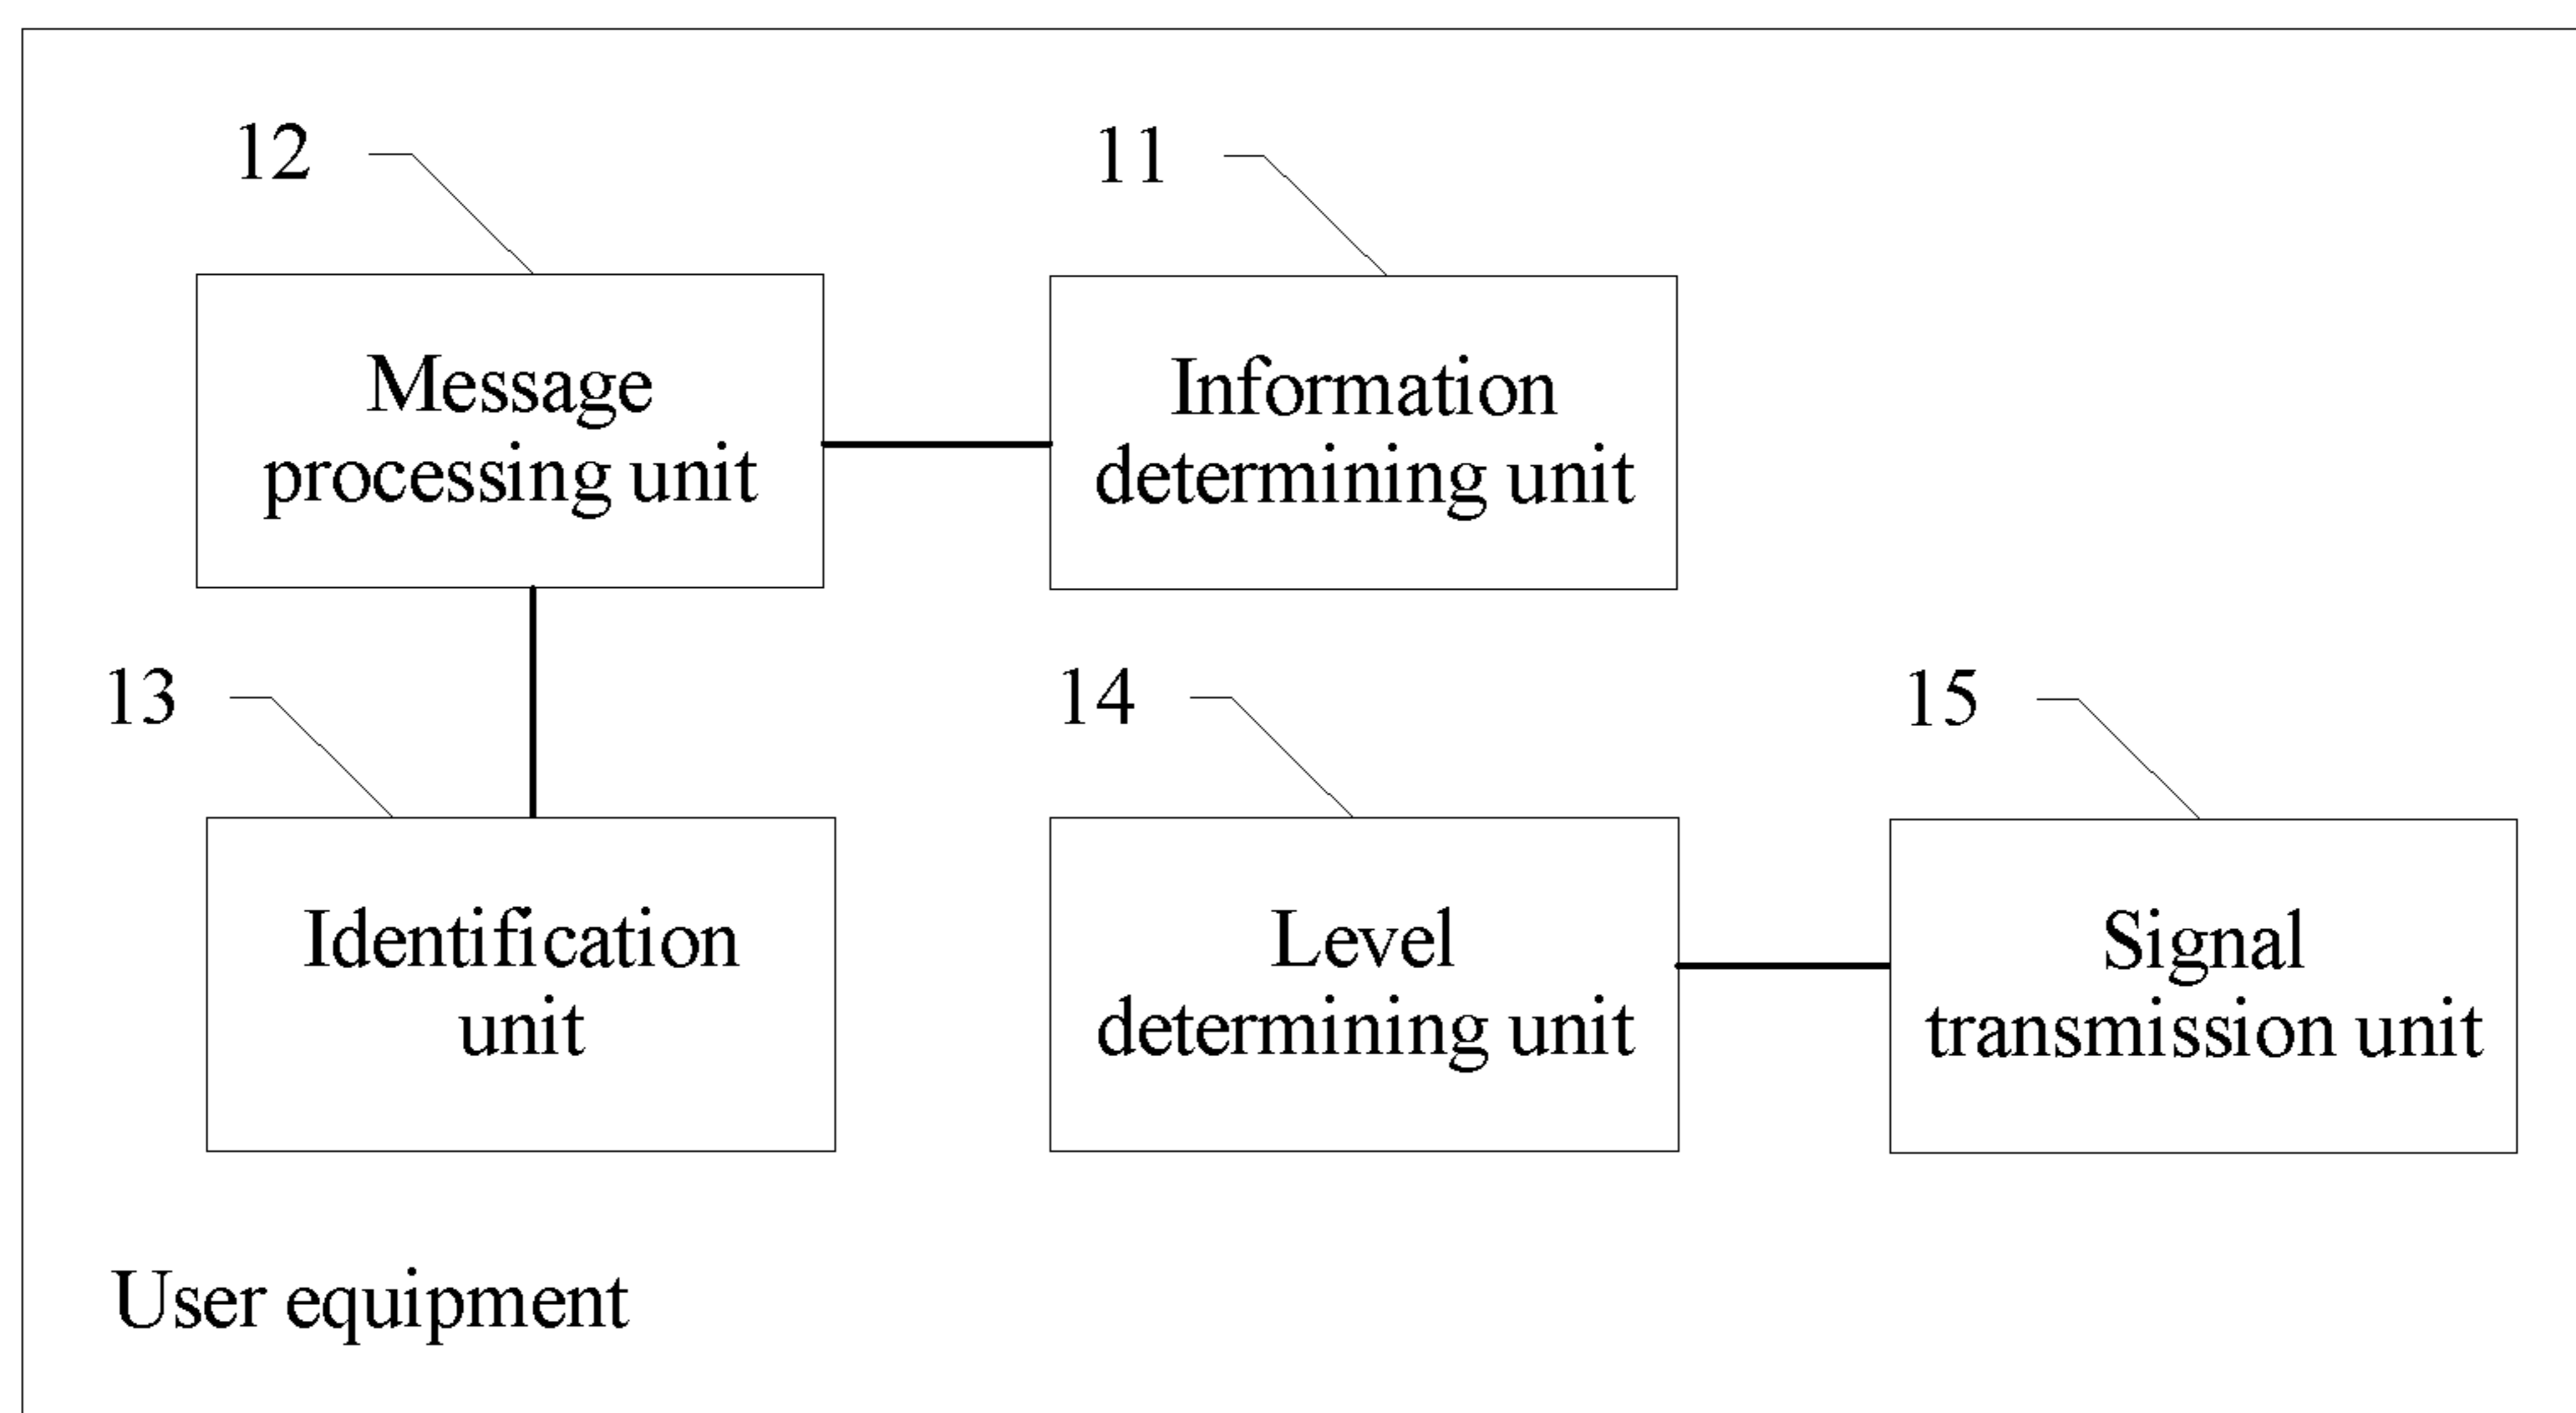 12
11
Message
processing unit
Information
determining unit
13
14
15
Identification
unit
Level
determining unit
Signal
transmission unit
User equipment